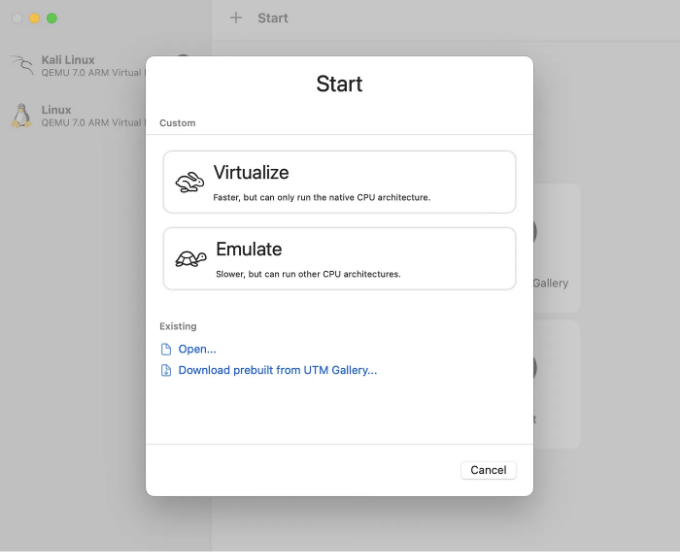 Start
Kali Linux
QEMU 7.0 ARM Virtual
Linux
QEMU 7.0 ARM Virtual
Start
Custom
Virtualize
Faster, but can only run the native CPU architecture.
Emulate
Slower, but can run other CPU architectures.
Existing
Open...
Download prebuilt from UTM Gallery...
Cancel
Gallery